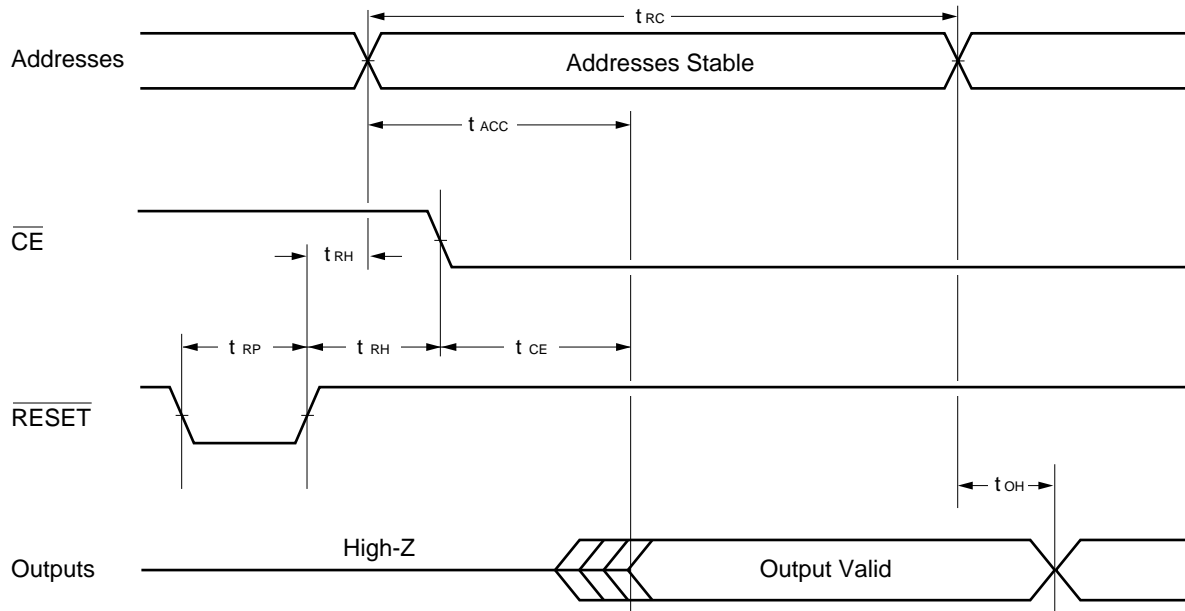 t RC
Addresses
Addresses Stable
t ACC
CE
t RH
t RP
t RH
t CE
RESET
t OH
High-Z
Outputs
Output Valid